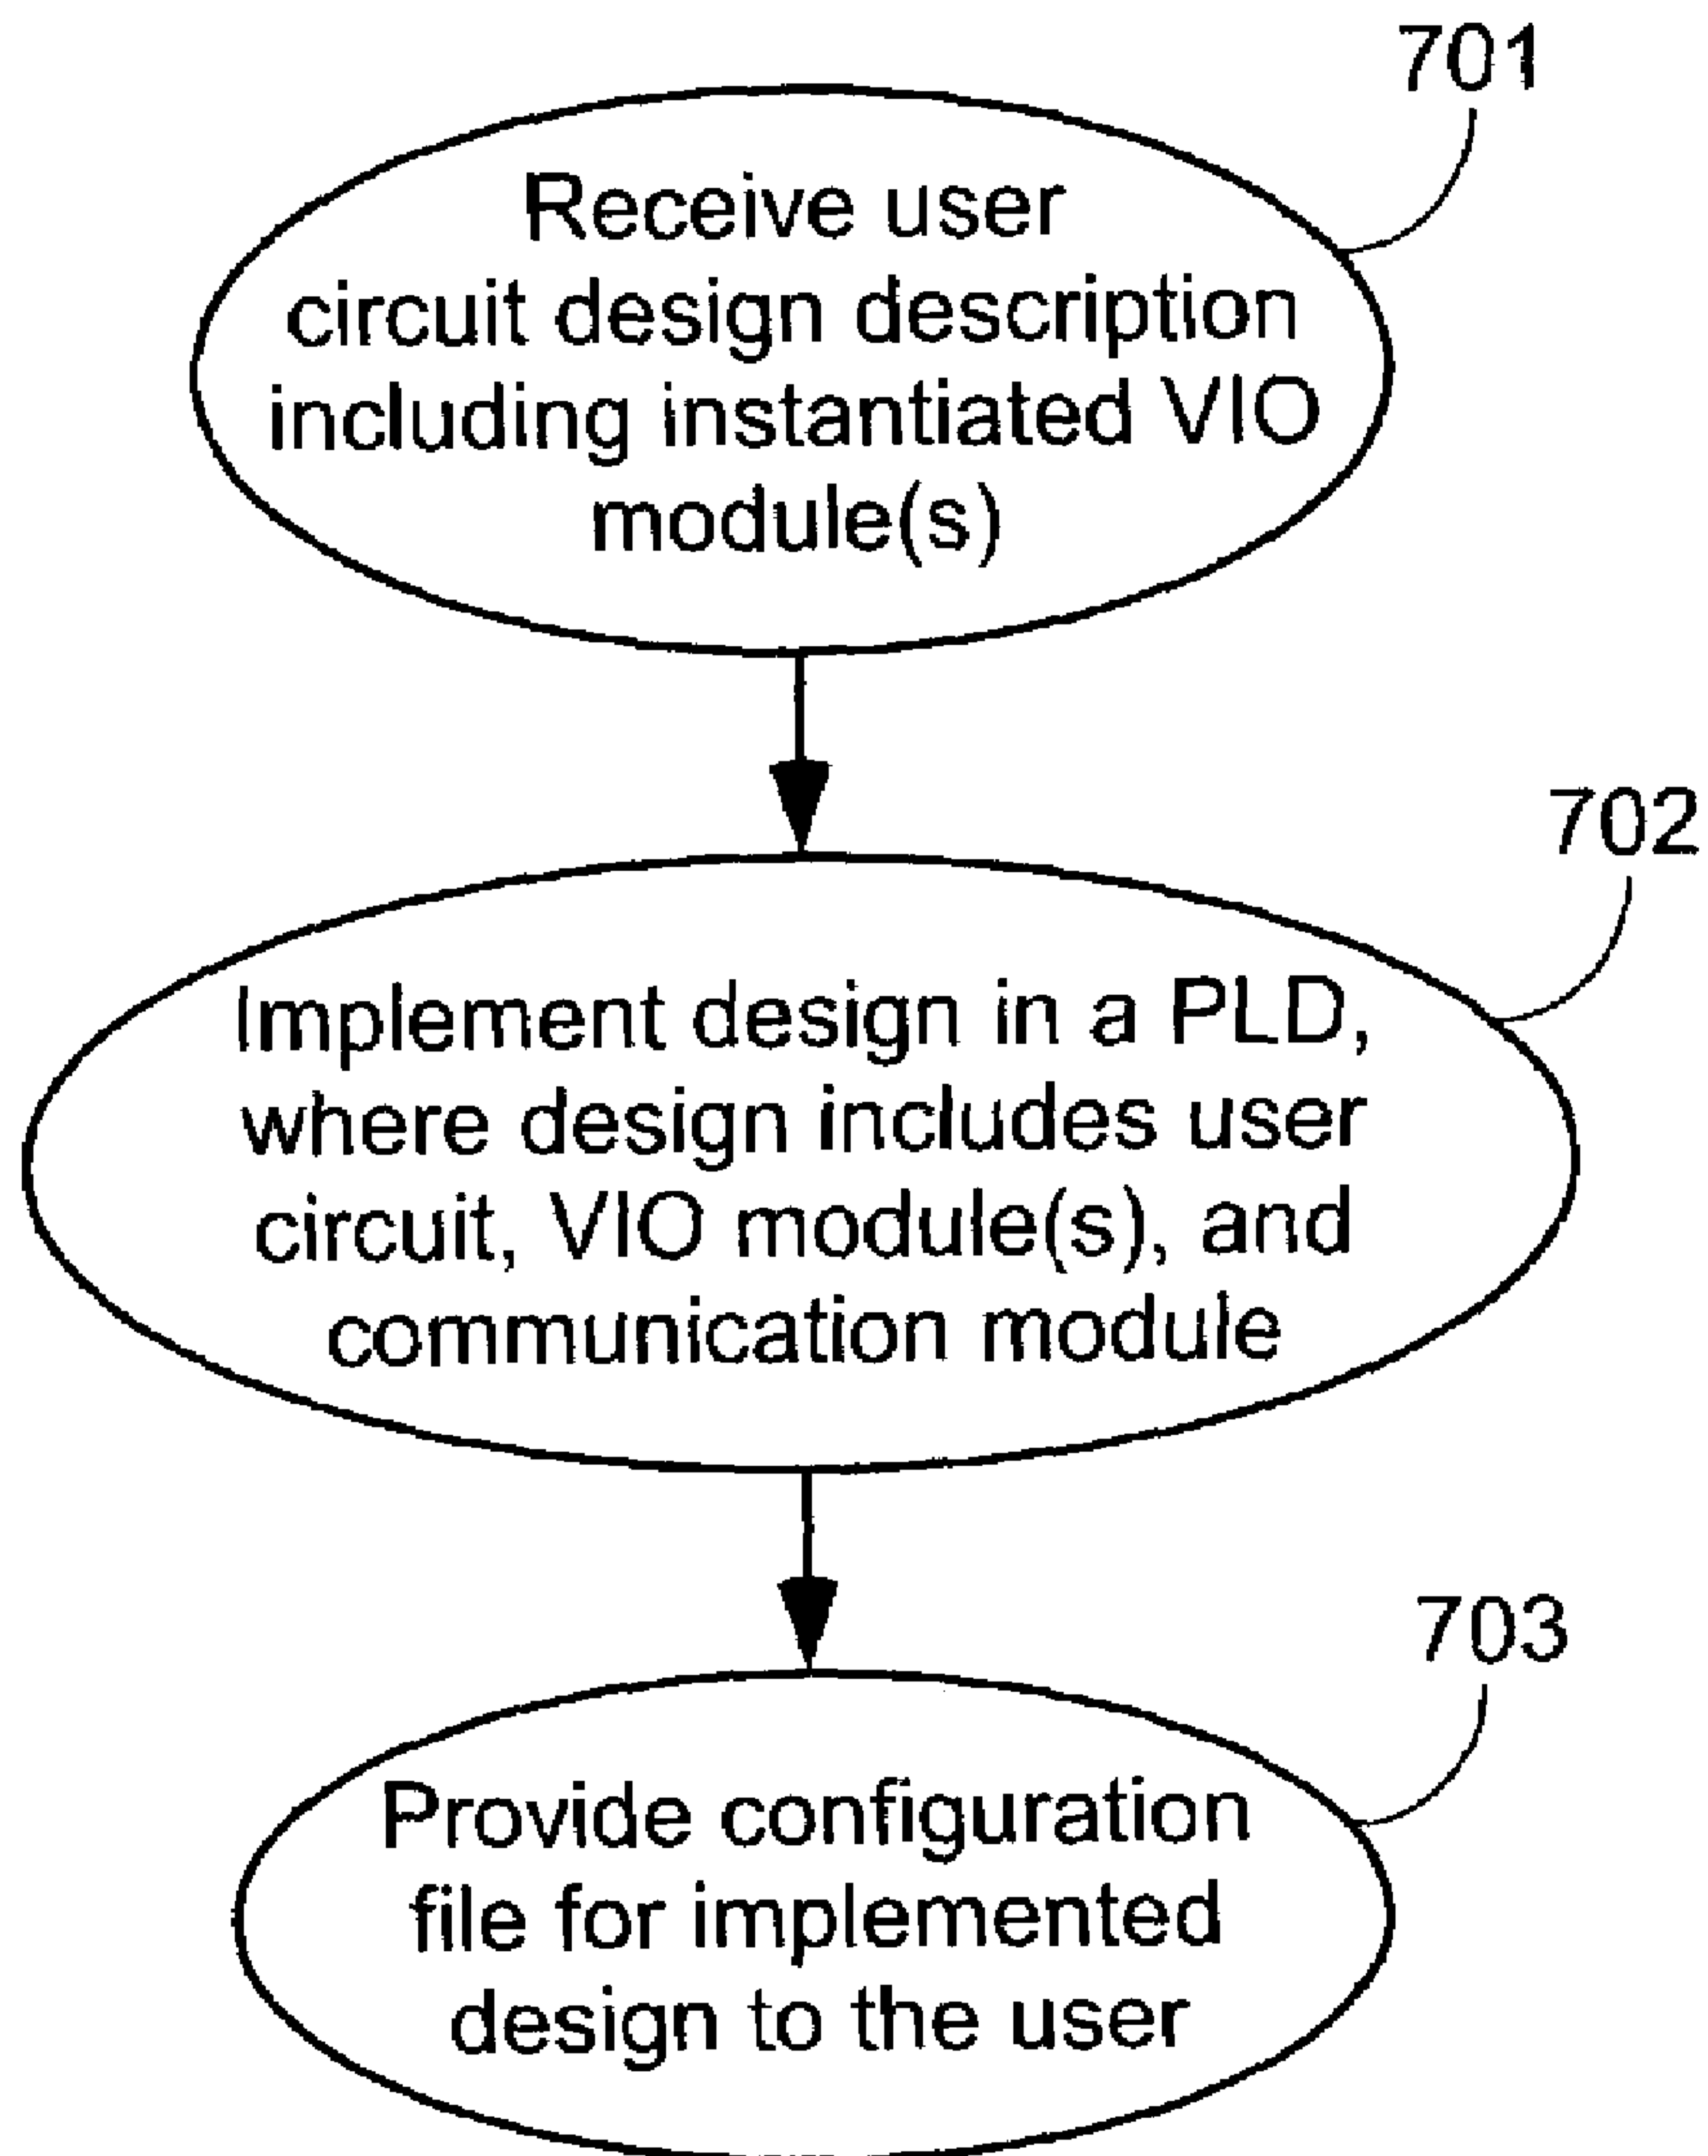 701
Receive user
circuit design description
including instantiated VIO
module(s)
702
Implement design in a PLD,
where design includes user
circuit, VIO module(s), and
communication module
703
Provide configuration
file for implemented
design to the user